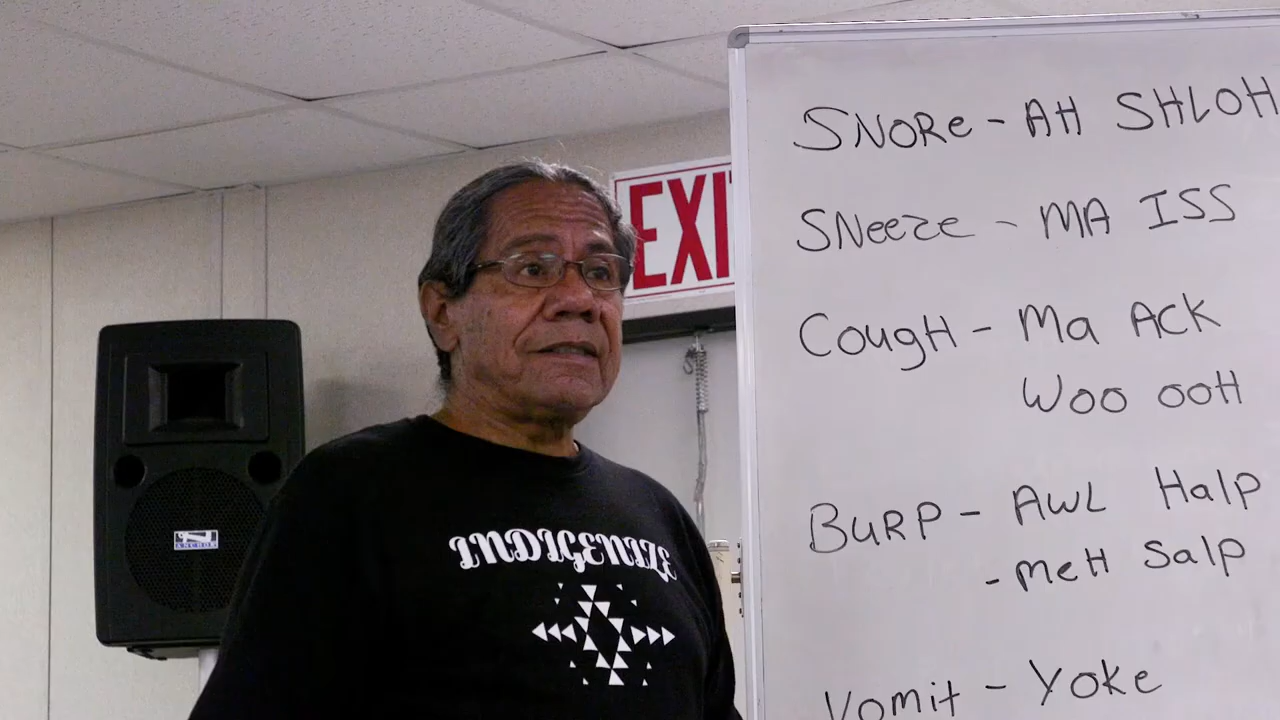 EXIT
SNORe - AH SHLOH
SNeeze - MA ISS
CougH - Ma ACK
Woo ooH
BURP - AWL Halp
- meH Salp
Vomit - Yoke
INDIGENIZE
ANCHOR